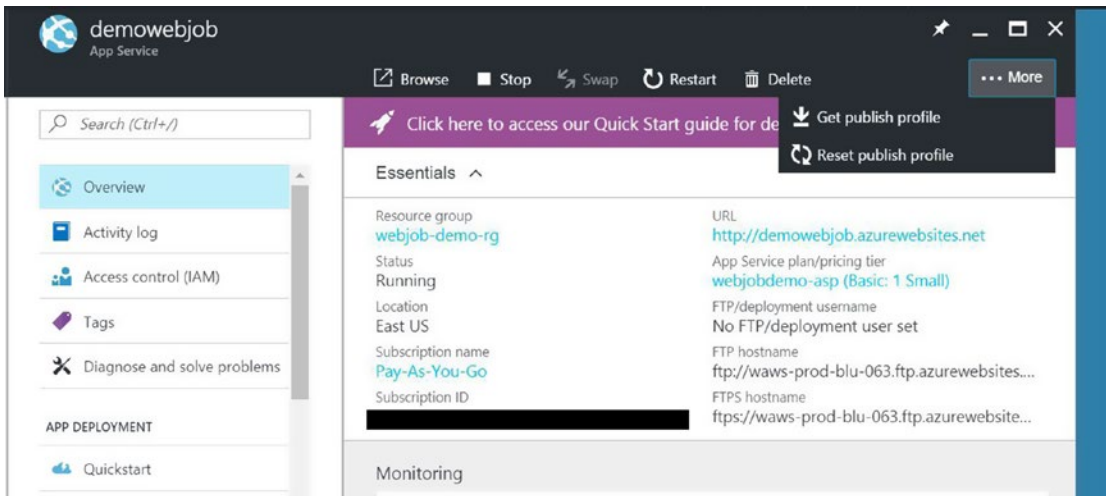 demowebjob
App Service
Browse Stop Swap Restart Delete ... More
Get publish profile
Reset publish profile
Search (Ctrl+/)
Click here to access our Quick Start guide for de
Overview
Activity log
Access control (IAM)
Tags
Diagnose and solve problems
APP DEPLOYMENT
Quickstart
Essentials
Resource group
webjob-demo-rg
Status
Running
Location
East US
Subscription name
Pay-As-You-Go
Subscription ID
URL
http://demowebjob.azurewebsites.net
App Service plan/pricing tier
webjobdemo-asp (Basic: 1 Small)
FTP/deployment username
No FTP/deployment user set
FTP hostname
ftp://waws-prod-blu-063.ftp.azurewebsites....
FTPS hostname
ftps://waws-prod-blu-063.ftp.azurewebsite...
Monitoring